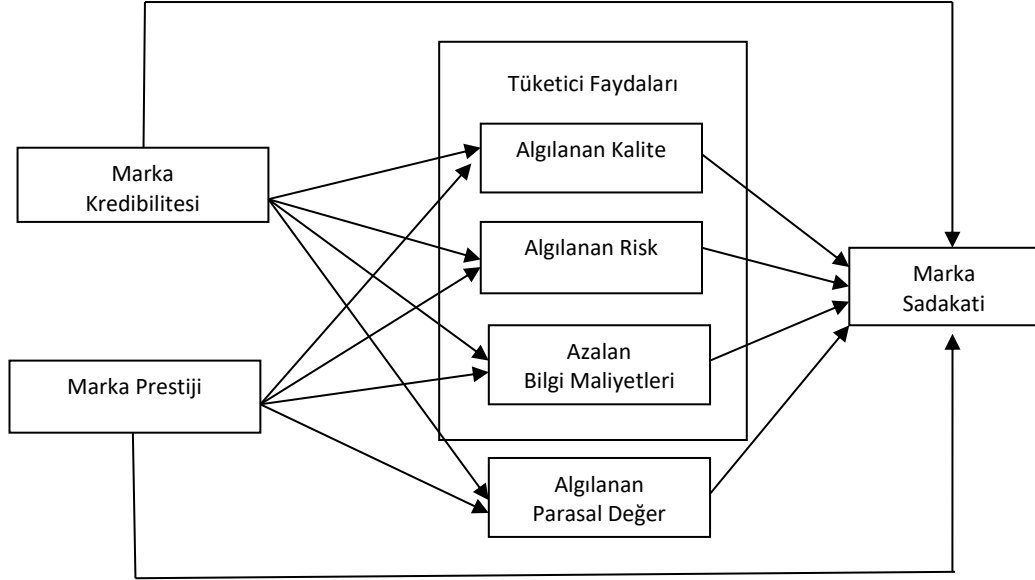 Tüketici Faydaları
Algılanan Kalite
Marka
Kredibilitesi
Algılanan Risk
Marka
Sadakati
Azalan
Bilgi Maliyetleri
Marka Prestiji
Algılanan
Parasal Değer